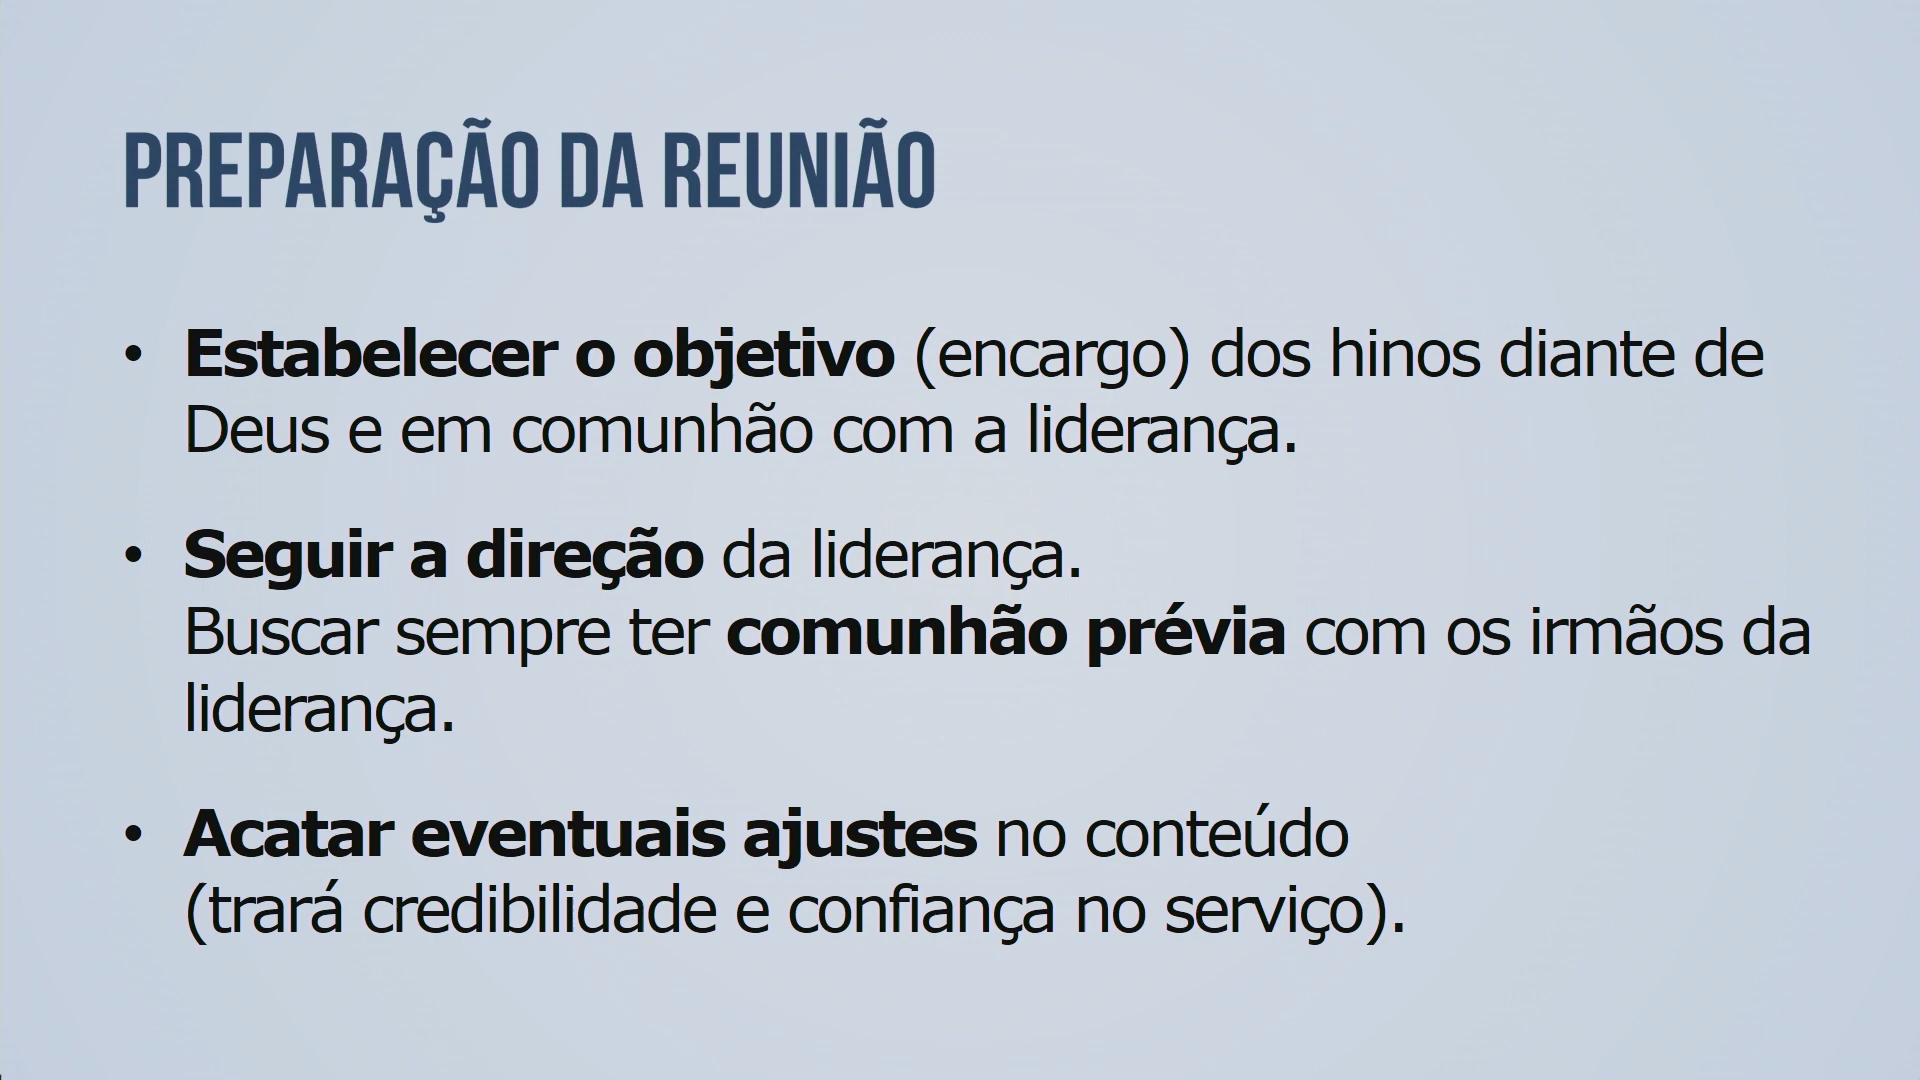 PREPARAÇÃO DA REUNIÃO
• Estabelecer o objetivo (encargo) dos hinos diante de
Deus e em comunhão com a liderança.
• Seguir a direção da liderança.
Buscar sempre ter comunhão prévia com os irmãos da
liderança.
• Acatar eventuais ajustes no conteúdo
(trará credibilidade e confiança no serviço).